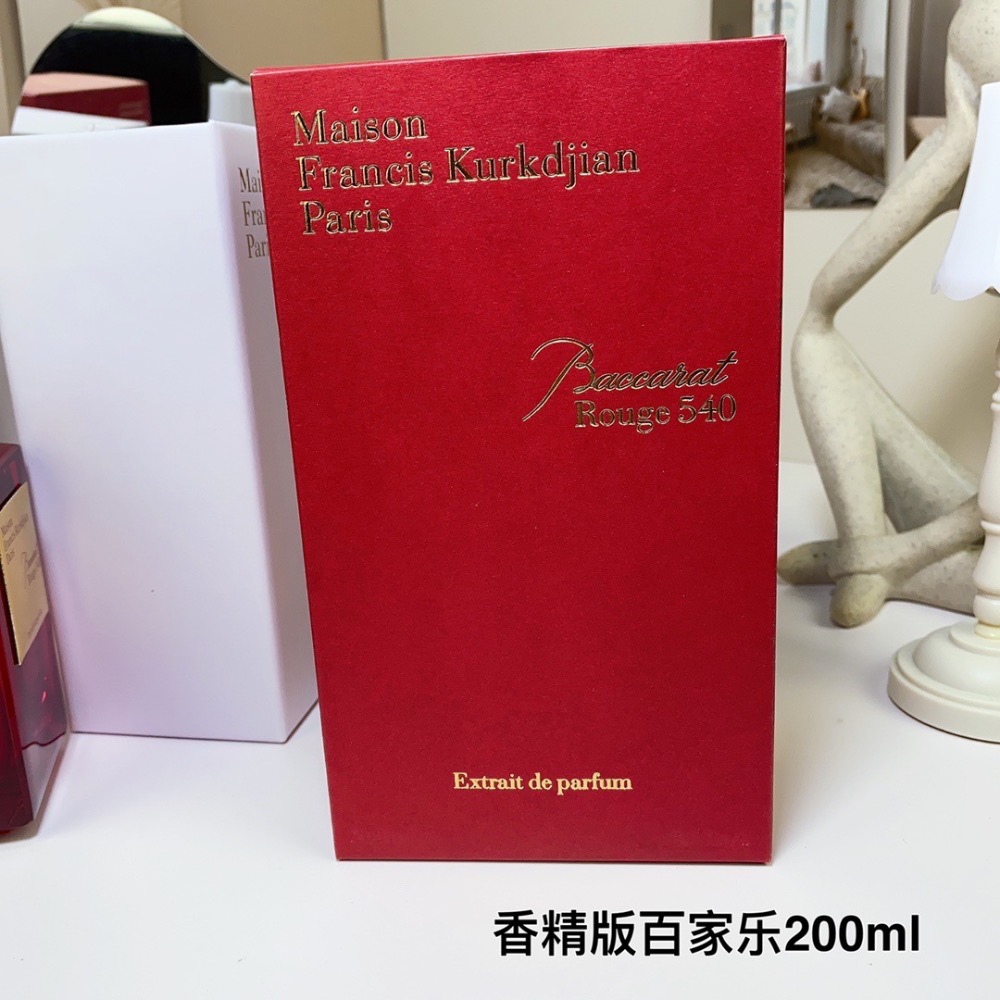 Maison
Francis Kurkdjian
Paris
Baccarat
Rouge 540
Extrait de parfum
香精版百家乐200ml